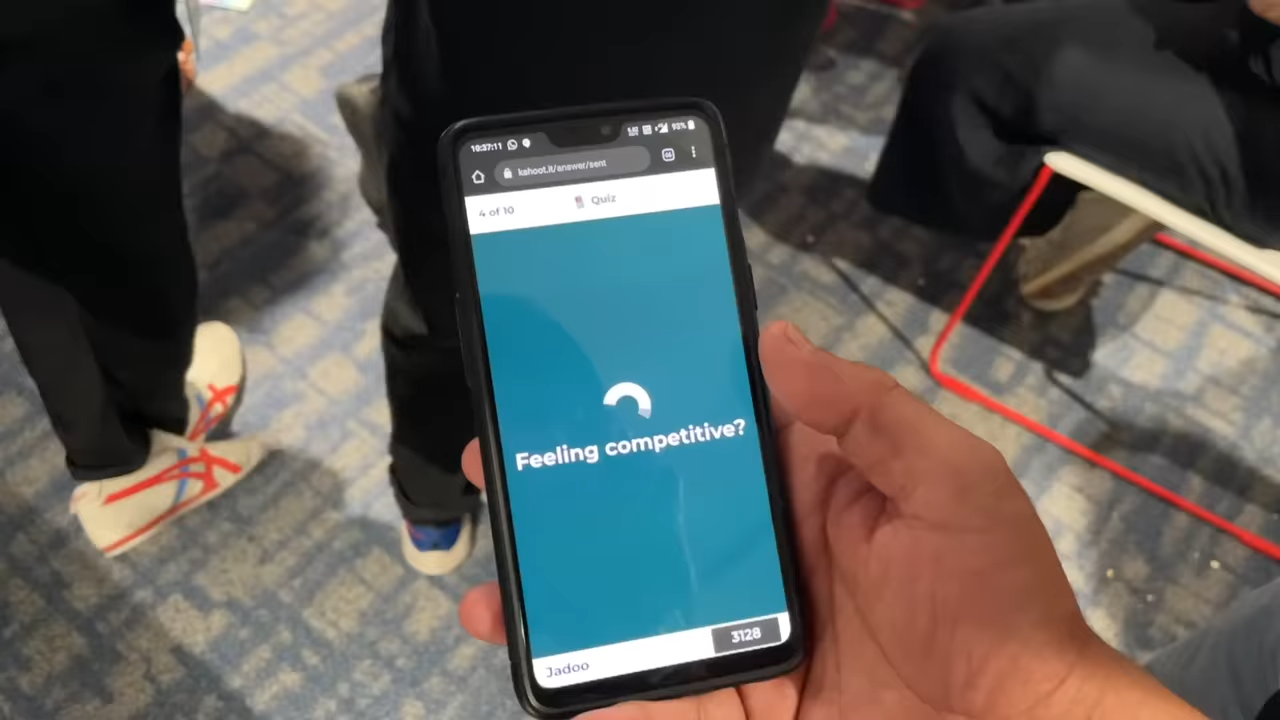 10:37:11
93%
kahoot.it/answer/sent
4 of 10
Quiz
Feeling competitive?
3128
Jadoo